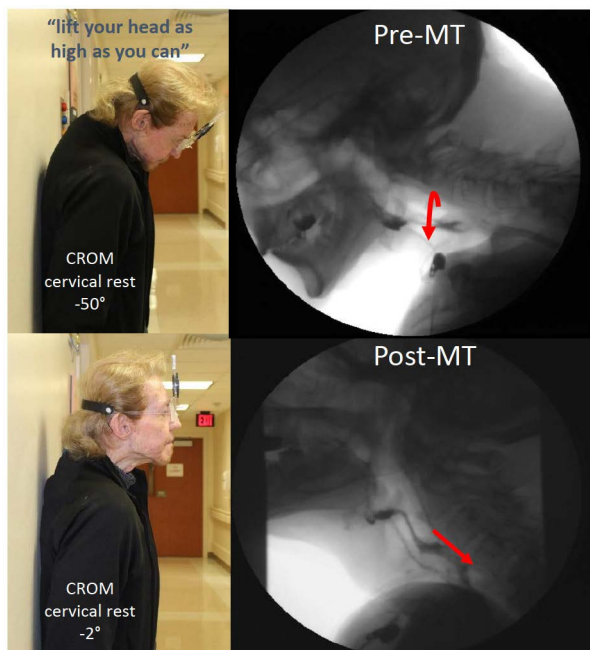 “lift your head as
high as you can”
Pre-MT
CROM
cervical rest
-50°
Post-MT
EXIT
CROM
cervical rest
-2°